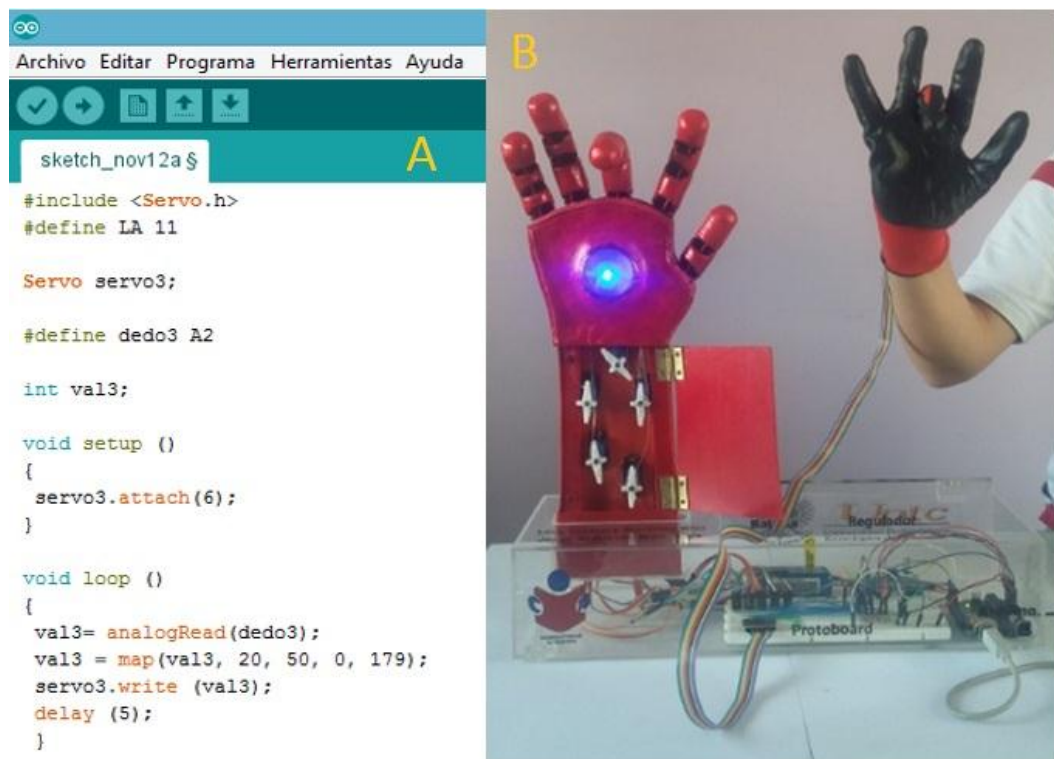 Archivo Editar Programa Herramientas Ayuda
sketch_nov12a §
A
#include <Servo.h>
#define LA 11
Servo servo3;
#define dedo3 A2
int val3;
void setup ()
{
servo3.attach(6);
}
void loop ()
{
val3= analogRead(dedo3);
val3 = map(val3, 20, 50, 0, 179);
servo3.write (val3);
delay (5);
}
B
Regulador
Protoboard